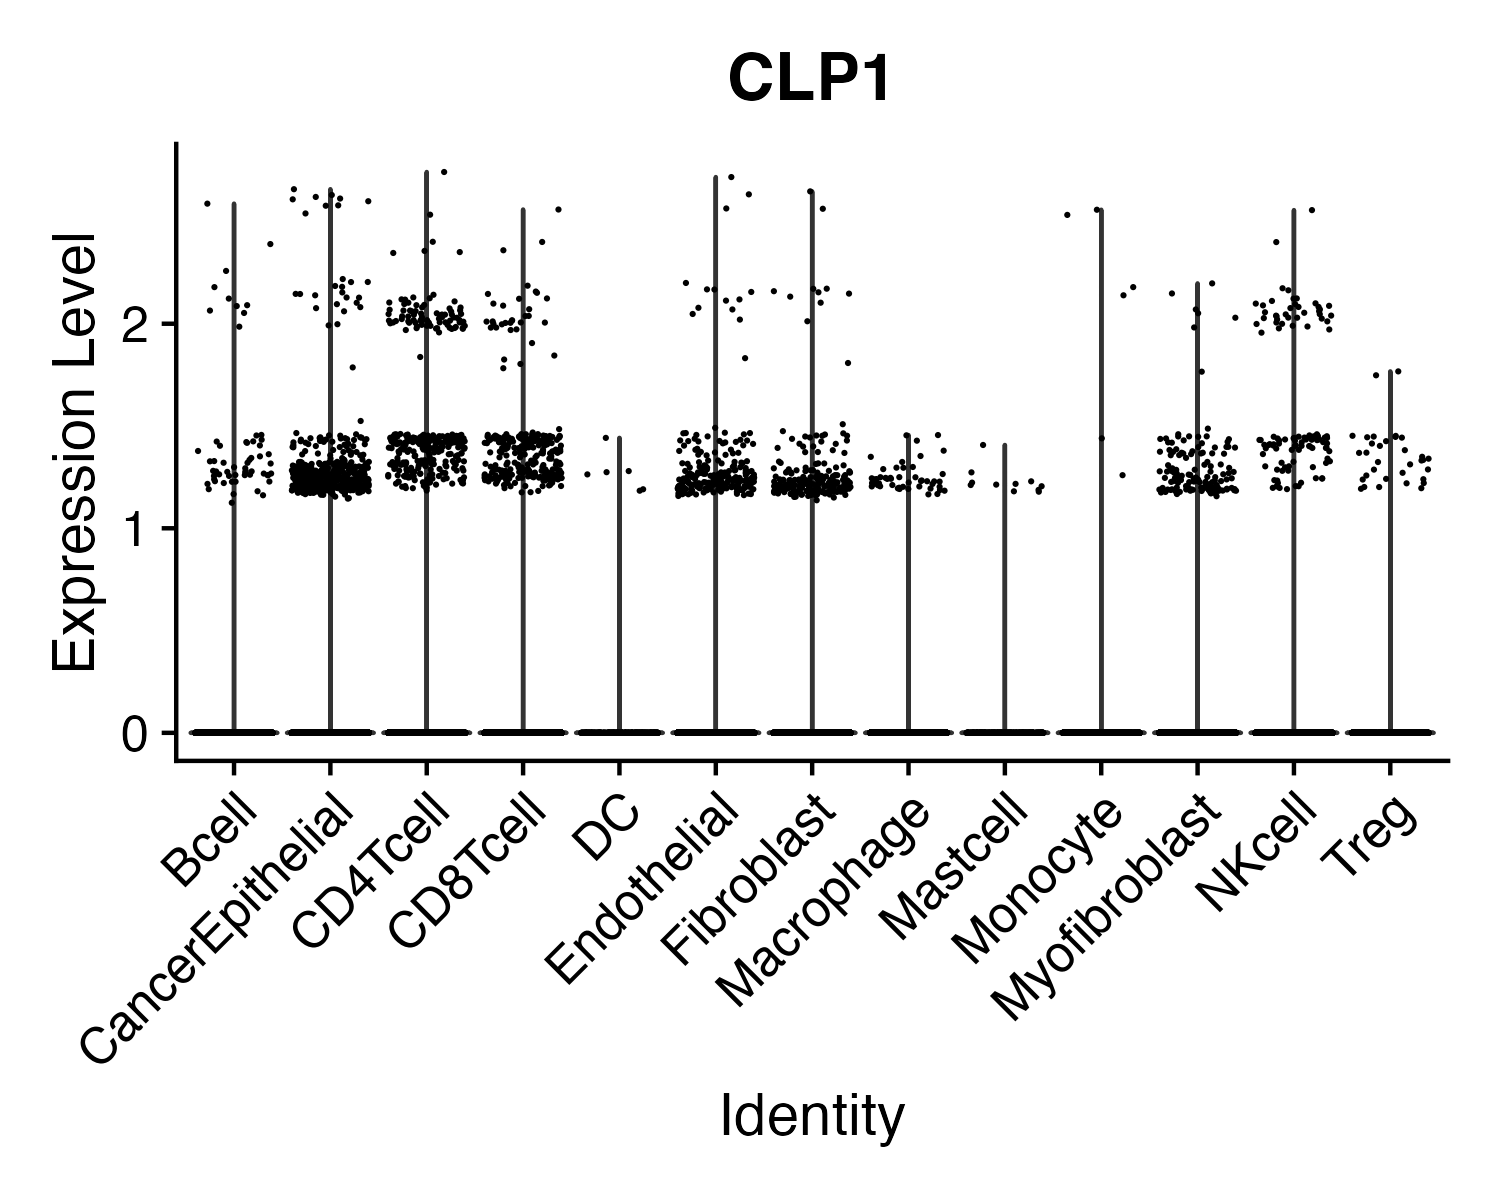 CLP1
Expression Level
2
1
0
Bcell
CancerEpithelial
CD4Tcell
CD8Tcell
DC
Endothelial
Fibroblast
Macrophage
Mastcell
Monocyte
Myofibroblast
NKcell
Treg
Identity